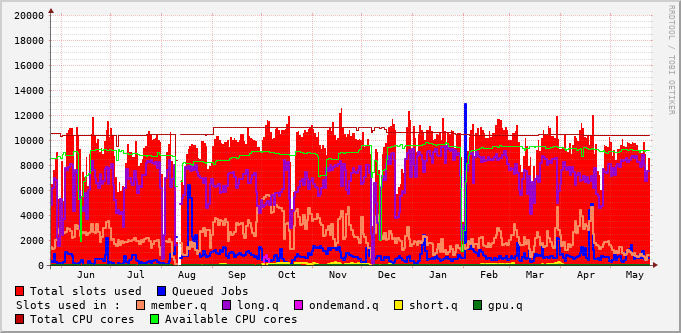 RRDTOOL / TOBI OETIKER
20000
18000
16000
14000
12000
10000
8000
6000
4000
2000
0
Jun Jul Aug Sep Oct Nov Dec Jan Feb Mar Apr May
Total slots used Queued Jobs
Slots used in : member.q long.q ondemand.q short.q gpu.q
Total CPU cores Available CPU cores